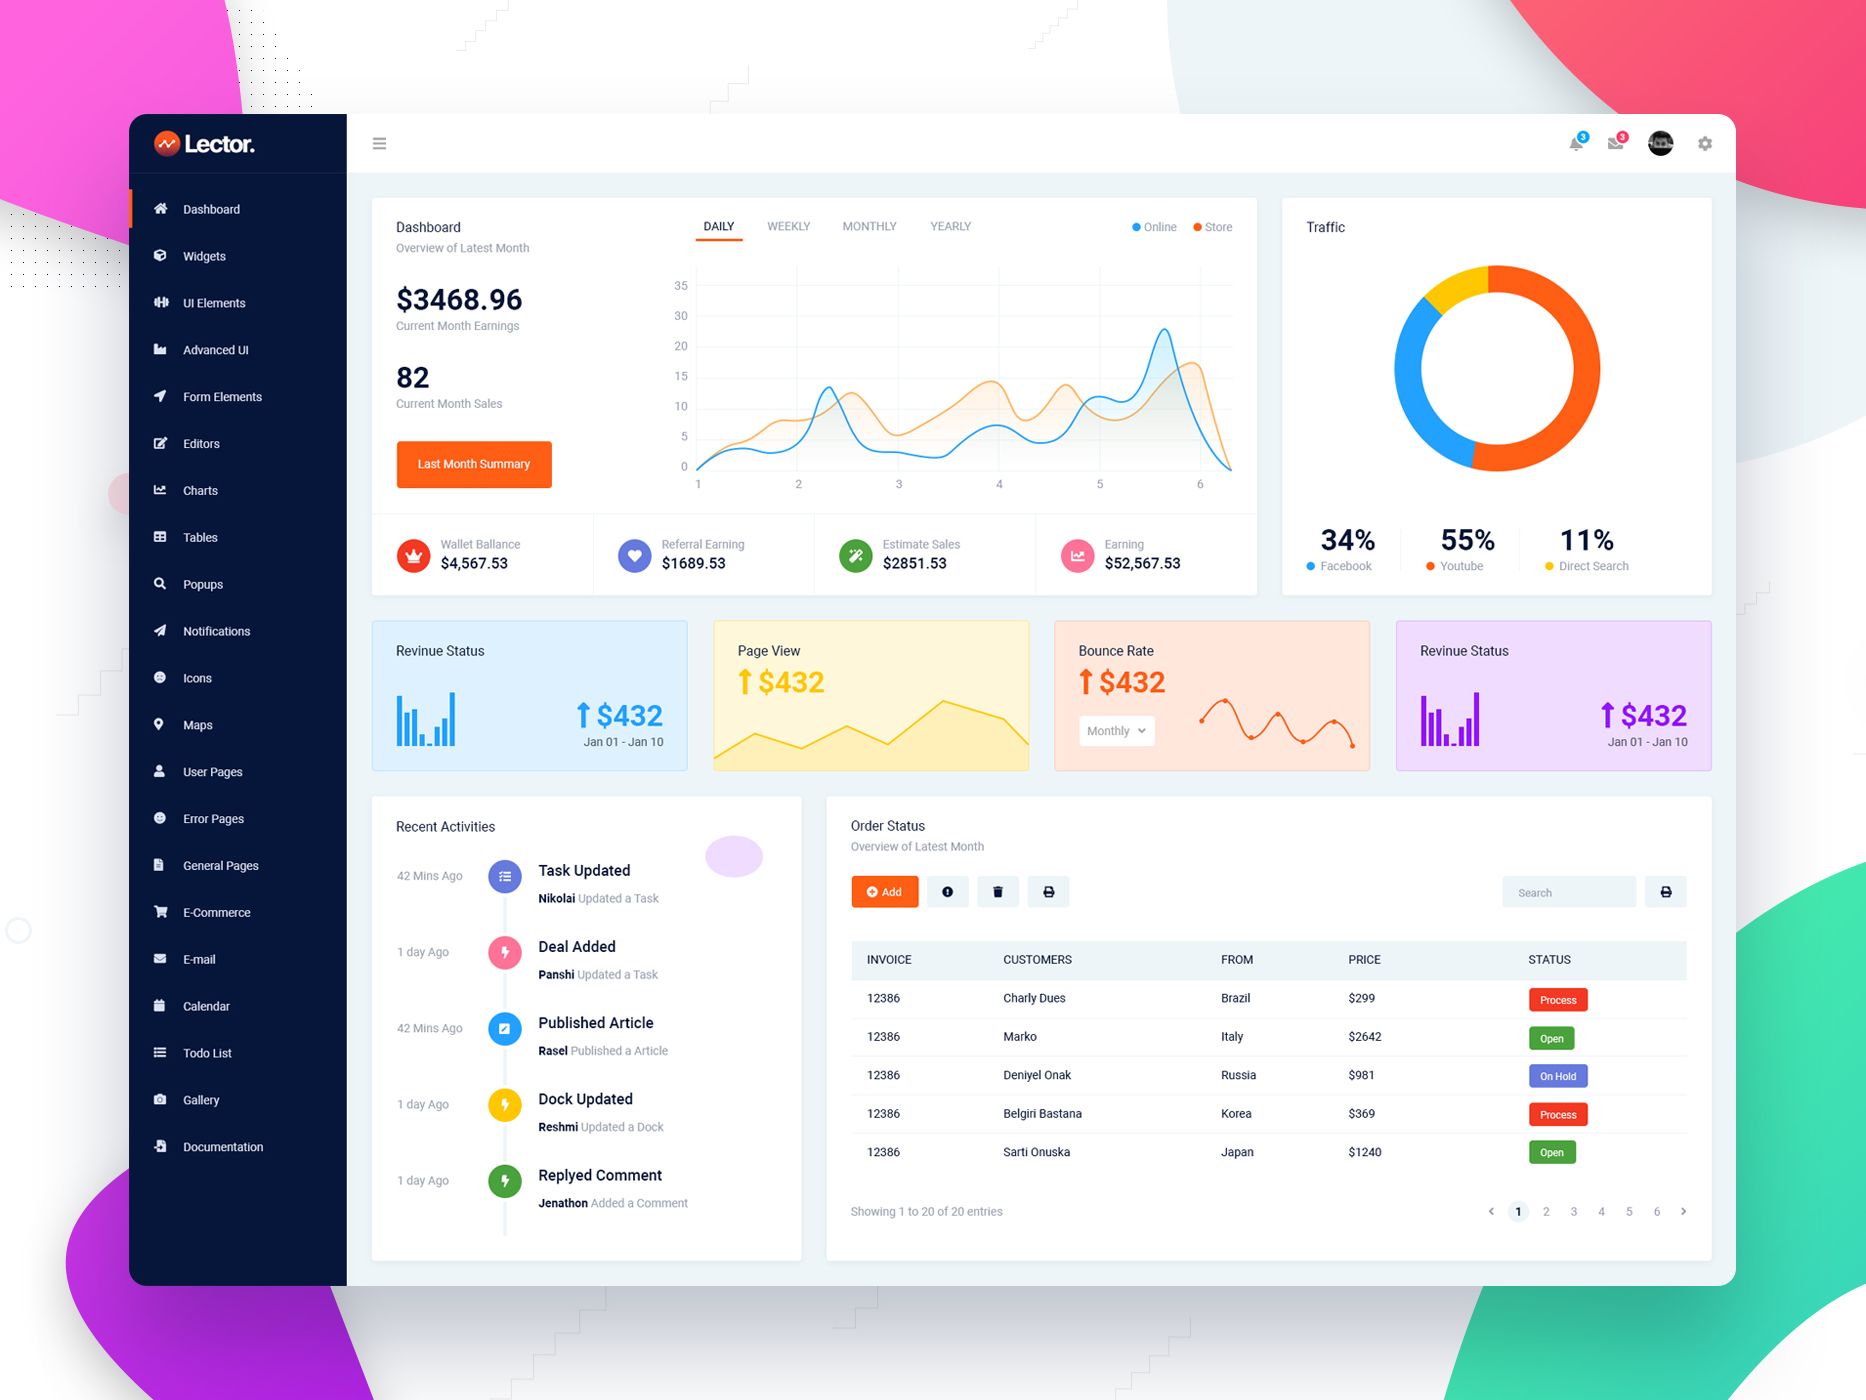 Lector.
3
3
Dashboard
Widgets
UI Elements
Advanced UI
Form Elements
Editors
Charts
Tables
Popups
Notifications
Icons
Maps
User Pages
Error Pages
General Pages
E-Commerce
E-mail
Calendar
Todo List
Gallery
Documentation
Dashboard
Overview of Latest Month
$3468.96
Current Month Earnings
82
Current Month Sales
Last Month Summary
DAILY WEEKLY MONTHLY YEARLY
Online Store
35
30
20
15
10
5
0
1 2 3 4 5 6
Wallet Ballance
$4,567.53
Referral Earning
$1689.53
Estimate Sales
$2851.53
Earning
$52,567.53
Traffic
34%
Facebook
55%
Youtube
11%
Direct Search
Revinue Status
$432
Jan 01 - Jan 10
Page View
$432
Bounce Rate
$432
Monthly
Revinue Status
$432
Jan 01 - Jan 10
Recent Activities
42 Mins Ago
Task Updated
Nikolai Updated a Task
1 day Ago
Deal Added
Panshi Updated a Task
42 Mins Ago
Published Article
Rasel Published a Article
1 day Ago
Dock Updated
Reshmi Updated a Dock
1 day Ago
Replyed Comment
Jenathon Added a Comment
Order Status
Overview of Latest Month
Add
Search
INVOICE CUSTOMERS FROM PRICE STATUS
12386 Charly Dues Brazil $299 Process
12386 Marko Italy $2642 Open
12386 Deniyel Onak Russia $981 On Hold
12386 Belgiri Bastana Korea $369 Process
12386 Sarti Onuska Japan $1240 Open
Showing 1 to 20 of 20 entries
1 2 3 4 5 6